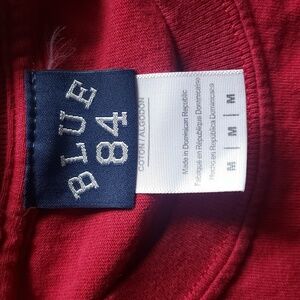 BLUE
84
COTON / ALGODON
Made in Dominican Republic
Fabriqué en République Dominicaine
Hecho en República Dominicana
M | M | M